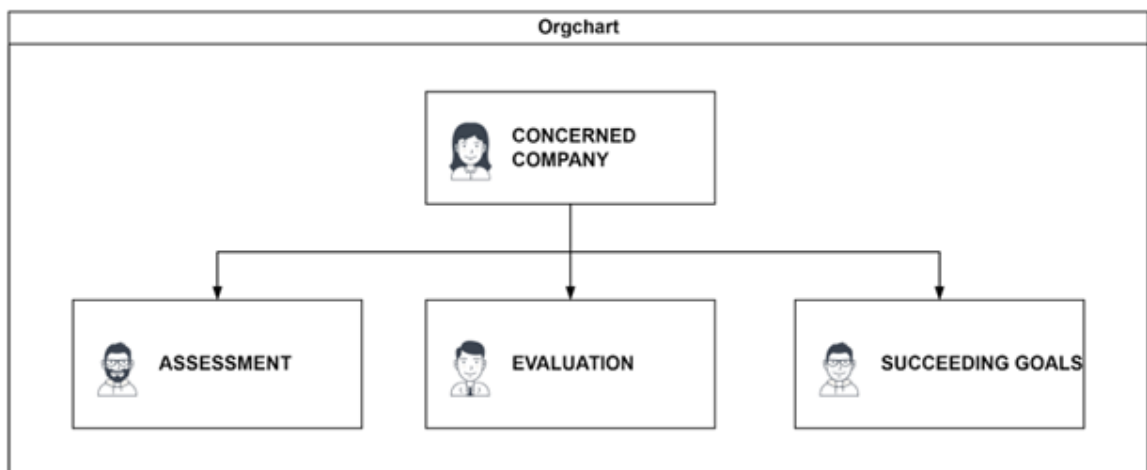 Orgchart
CONCERNED
COMPANY
ASSESSMENT
EVALUATION
SUCCEEDING GOALS